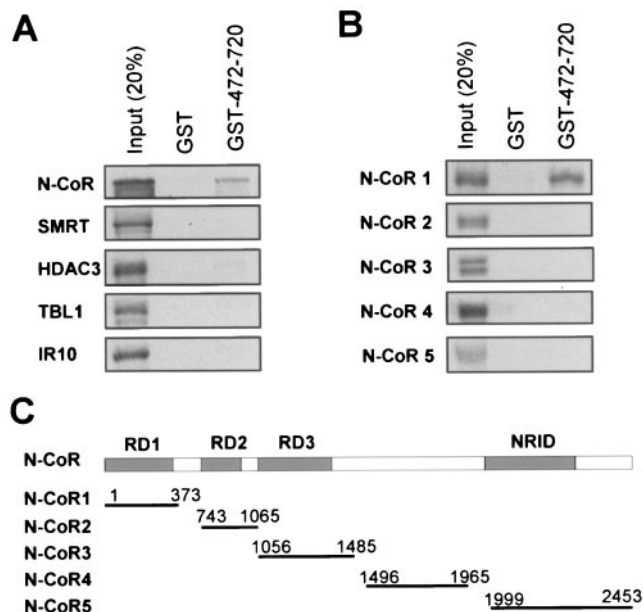 A
Input (20%)
GST
GST-472-720
N-CoR
SMRT
HDAC3
TBL1
IR10
B
Input (20%)
GST
GST-472-720
N-CoR 1
N-CoR 2
N-CoR 3
N-CoR 4
N-CoR 5
C
RD1 RD2 RD3 NRID
N-CoR
N-CoR1 1 373
N-CoR2 743 1065
N-CoR3 1056 1485
N-CoR4 1496 1965
N-CoR5 1999 2453